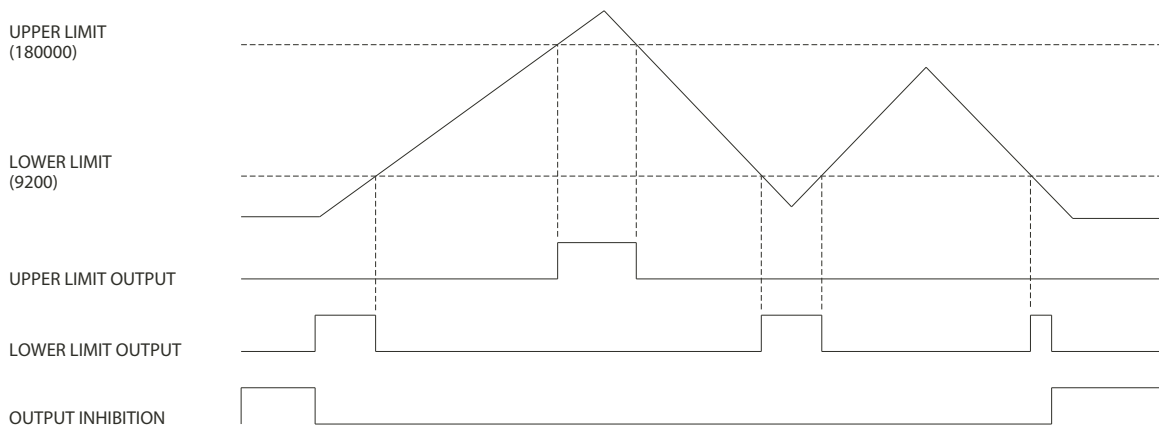 UPPER LIMIT
(180000)
LOWER LIMIT
(9200)
UPPER LIMIT OUTPUT
LOWER LIMIT OUTPUT
OUTPUT INHIBITION